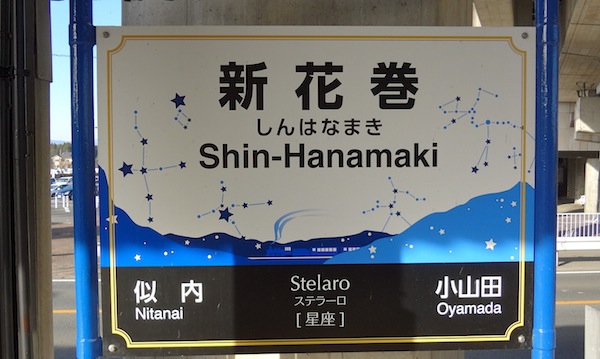 新花巻
しんはなまき
Shin-Hanamaki
似内
Nitanai
Stelaro
ステラーロ
[星座]
小山田
Oyamada